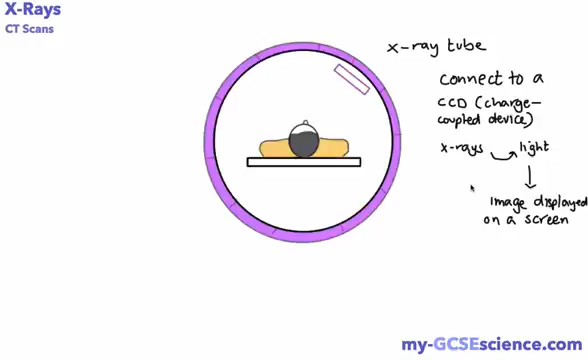 X-Rays
CT Scans
x-ray tube
connect to a
CCD (charge-
coupled device)
x-rays light
Image displayed
on a screen
my-GCSEscience.com